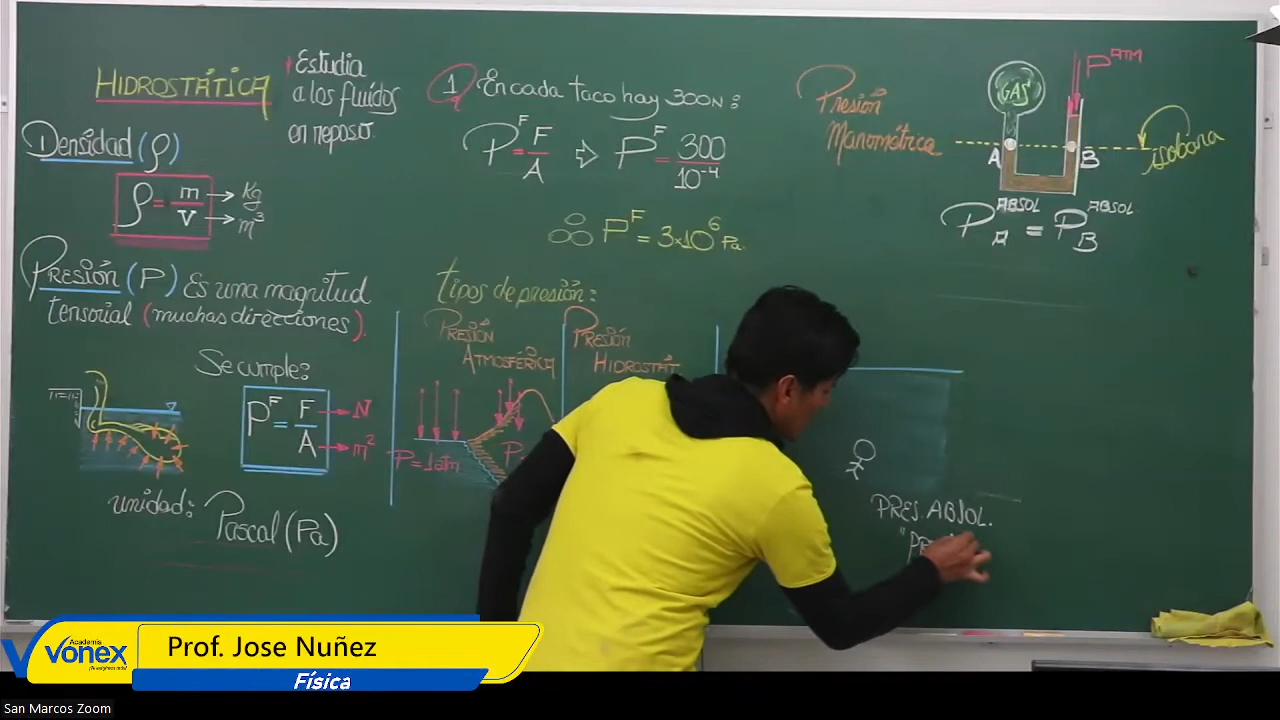 HIDROSTÁTICA
Estudia
a los fluídos
en reposo.
Densidad (ρ)
ρ = m/V → Kg
→ m³
PRESIÓN (P) Es una magnitud
tensorial (muchas direcciones).
Se cumple:
P^F = F/A → N
→ m²
unidad: Pascal (Pa)
1 En cada taco hay 300N:
P^F = F/A ⇒ P^F = 300/10⁻⁴
∴ P^F = 3x10⁶ Pa.
tipos de presión:
PRESIÓN
ATMOSFÉRICA
P=1atm
P
PRESIÓN
HIDROSTÁT
Presión
Manométrica
GAS
P^ATM
A
B
isobara
P_A^ABSOL = P_B^ABSOL
PRES. ABSOL.
Academia
vonex
Prof. Jose Nuñez
Física
San Marcos Zoom